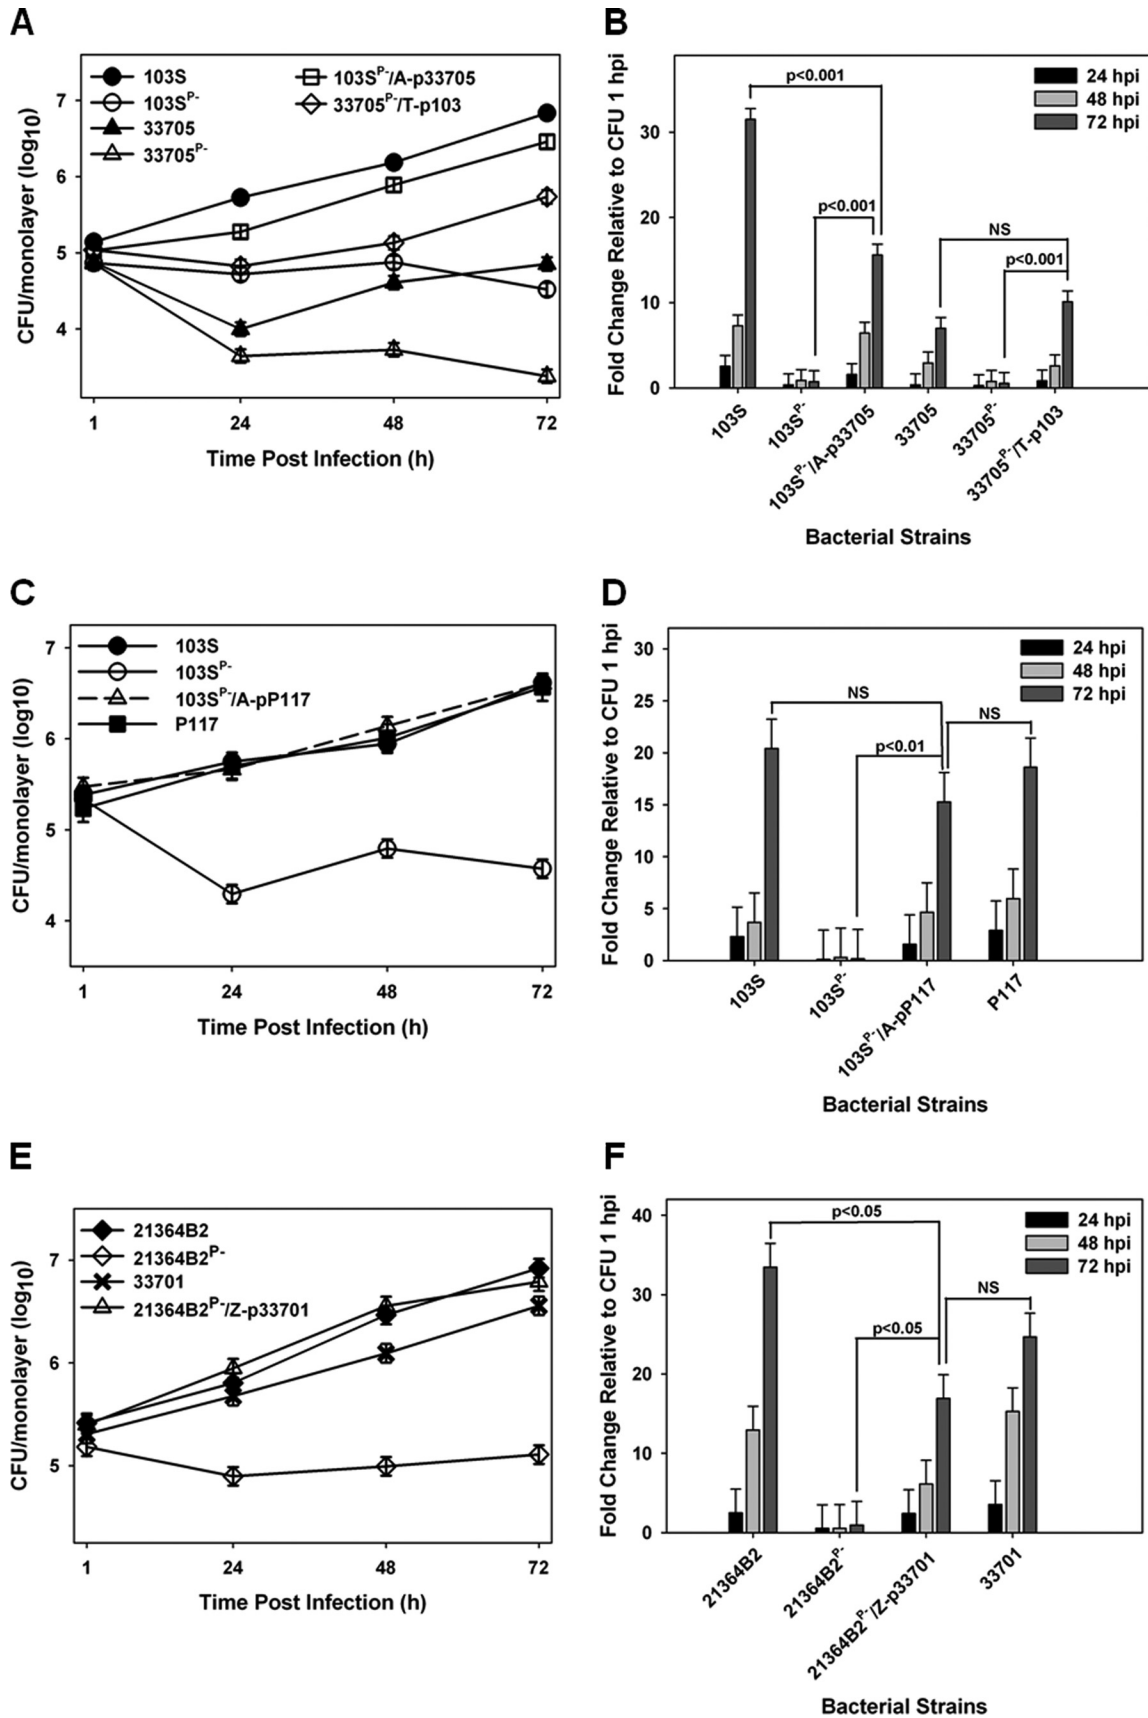 A
103S
103S^P-
33705
33705^P-
103S^P-/A-p33705
33705^P-/T-p103
7
6
5
4
CFU/monolayer (log10)
1 24 48 72
Time Post Infection (h)
B
24 hpi
48 hpi
72 hpi
p<0.001
p<0.001
NS
p<0.001
30
20
10
0
Fold Change Relative to CFU 1 hpi
103S
103S^P-
103S^P-/A-p33705
33705
33705^P-
33705^P-/T-p103
Bacterial Strains
C
103S
103S^P-
103S^P-/A-pP117
P117
7
6
5
4
CFU/monolayer (log10)
1 24 48 72
Time Post Infection (h)
D
24 hpi
48 hpi
72 hpi
NS
NS
p<0.01
30
25
20
15
10
5
0
Fold Change Relative to CFU 1 hpi
103S
103S^P-
103S^P-/A-pP117
P117
Bacterial Strains
E
21364B2
21364B2^P-
33701
21364B2^P-/Z-p33701
7
6
5
CFU/monolayer (log10)
1 24 48 72
Time Post Infection (h)
F
24 hpi
48 hpi
72 hpi
p<0.05
NS
p<0.05
40
30
20
10
0
Fold Change Relative to CFU 1 hpi
21364B2
21364B2^P-
21364B2^P-/Z-p33701
33701
Bacterial Strains